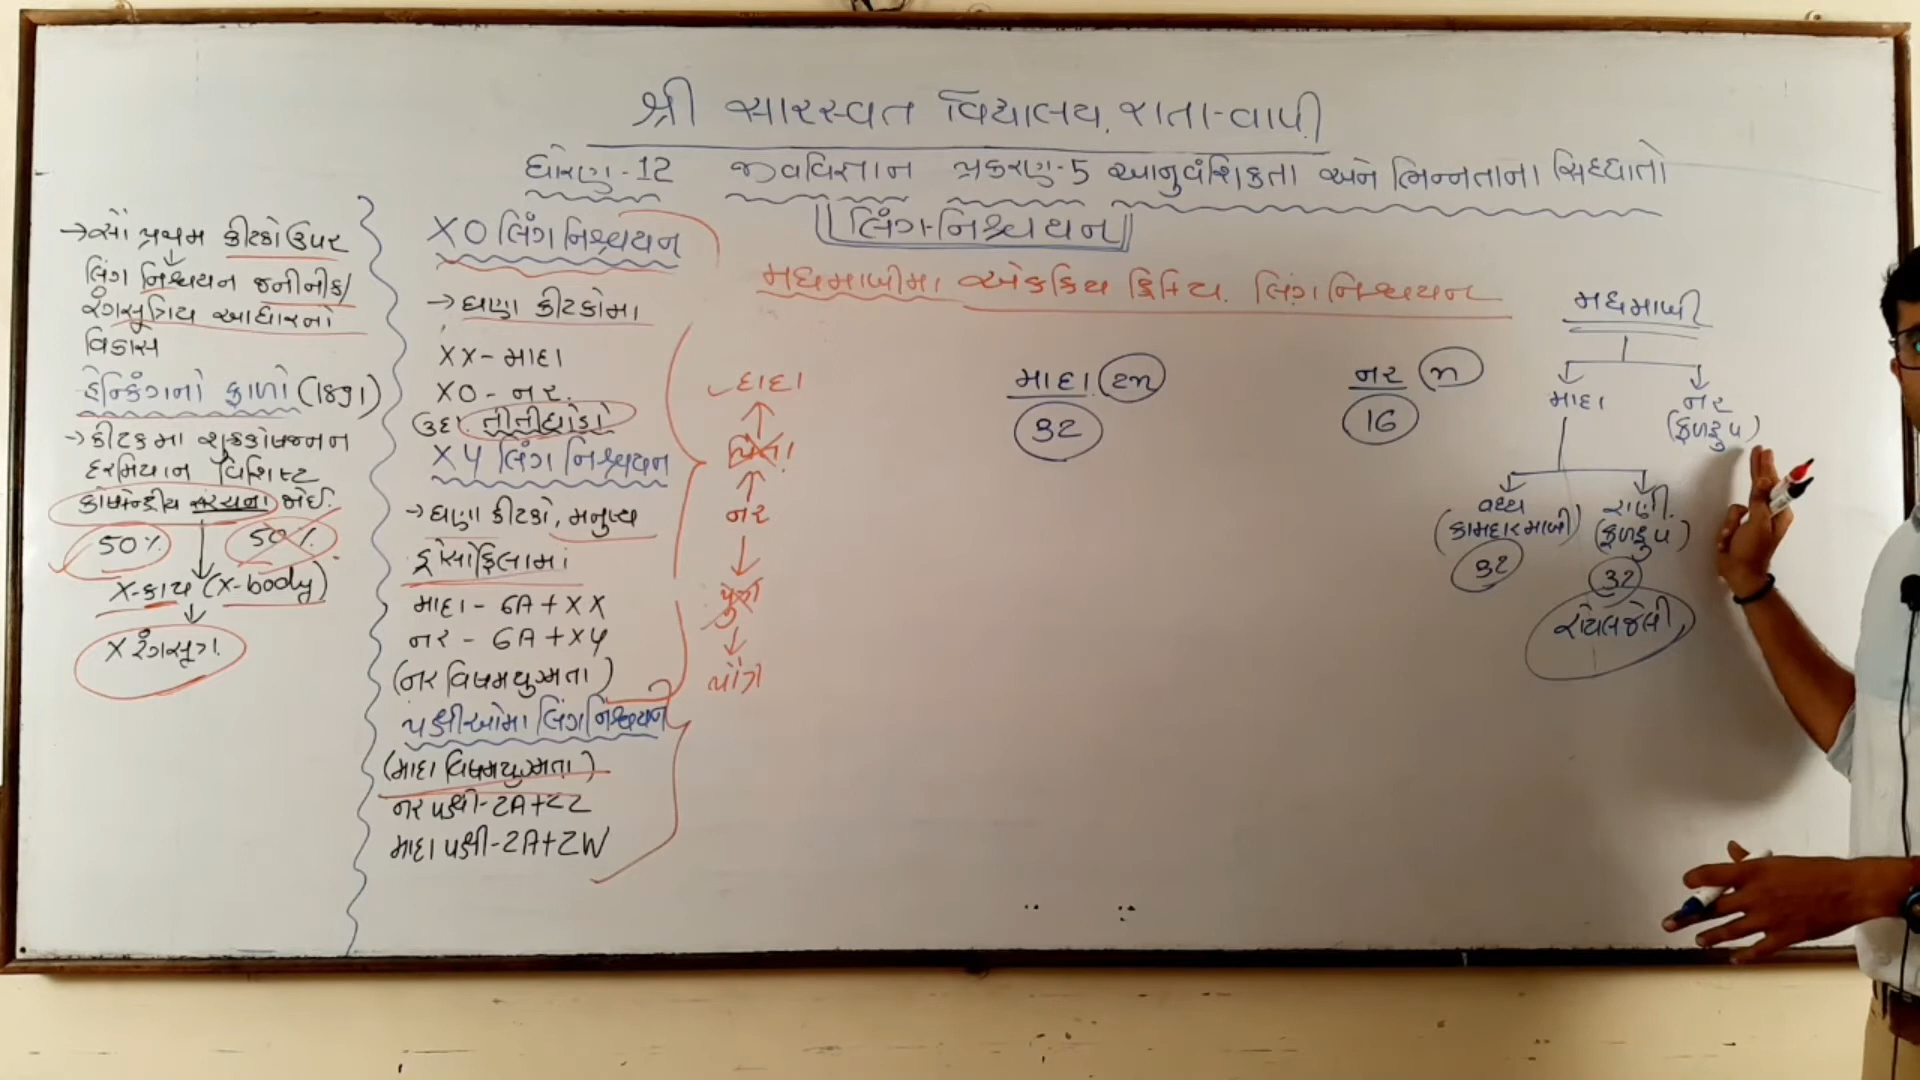 શ્રી સારસ્વત વિદ્યાલય, રાતા-વાપી
ધોરણ-12 જીવવિજ્ઞાન પ્રકરણ-5 આનુવંશિકતા અને ભિન્નતાના સિધ્ધાતો
લિંગ-નિશ્ચયન
→ સૌ પ્રથમ કીટકો ઉપર
લિંગ નિશ્ચયન જનીનીક/
રંગસૂત્રિય આધારનો
વિકાસ
હેન્કિંગનો ફાળો (1891)
→ કીટકમા શુક્રકોષજનન
દરમિયાન વિશિષ્ટ
કોષકેન્દ્રીય સંરચના જોઈ.
50% 50%
X-કાય (X-body)
X રંગસૂત્ર
XO લિંગ નિશ્ચયન
→ ઘણા કીટકોમા
XX - માદા
XO - નર
ઉદા. તીતીઘોડો
XY લિંગ નિશ્ચયન
→ ઘણા કીટકો, મનુષ્ય
ડ્રોસોફિલામાં
માદા - 6A + XX
નર - 6A + XY
(નર વિષમયુગ્મતા)
પક્ષીઓમા લિંગ નિશ્ચયન
(માદા વિષમયુગ્મતા)
નર પક્ષી - 2A+ZZ
માદા પક્ષી - 2A+ZW
મધમાખીમા એકકિય દ્વિતિય લિંગ નિશ્ચયન
દાદા
પિતા
નર
પુત્રો
પૌત્ર
માદા 2n
32
નર n
16
મધમાખી
માદા નર
(ફળદ્રુપ)
વંધ્ય રાણી
(કામદારમાખી) (ફળદ્રુપ)
32 32
રોયલજેલી